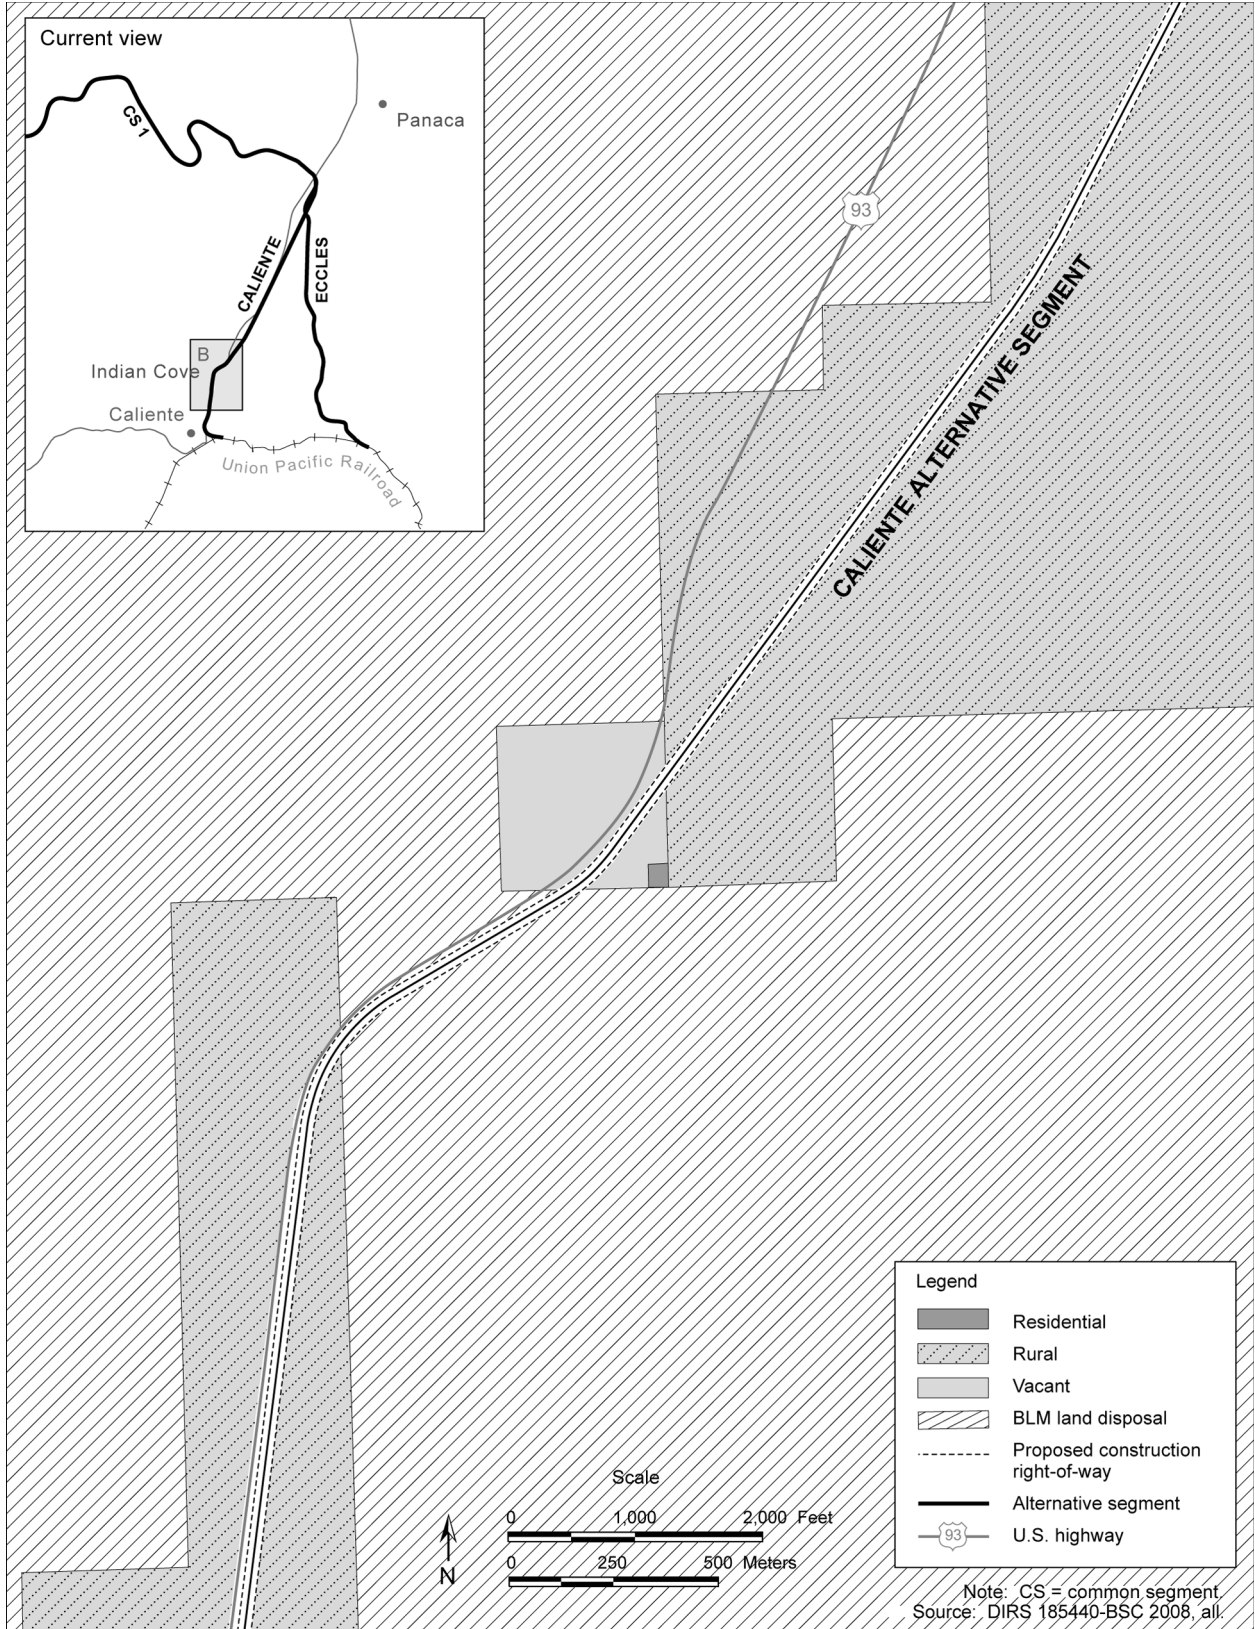 Current view
Panaca
CS 1
CALIENTE
ECCLES
B
Indian Cove
Caliente
Union Pacific Railroad
93
CALIENTE ALTERNATIVE SEGMENT
Legend
Residential
Rural
Vacant
BLM land disposal
Proposed construction
right-of-way
Alternative segment
93 U.S. highway
Scale
0 1,000 2,000 Feet
0 250 500 Meters
N
Note: CS = common segment.
Source: DIRS 185440-BSC 2008, all.